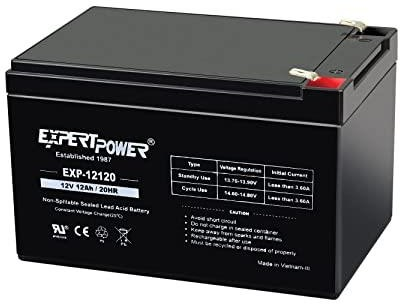 EXPERTPOWER®
Established 1987
EXP-12120
12V 12Ah / 20HR
Non-Spillable Sealed Lead Acid Battery
Constant Voltage Charge(25°C)
Type Voltage Regulation Initial Current
Standby Use 13.70-13.90V Less than 3.60A
Cycle Use 14.60-14.80V Less than 3.60A
CAUTION
Avoid short circuit
Do not charge in sealed container
Keep away from sparks and flames
Rechargeable after use
Must be recycled or disposed of properly
Pb
Made in Vietnam-III